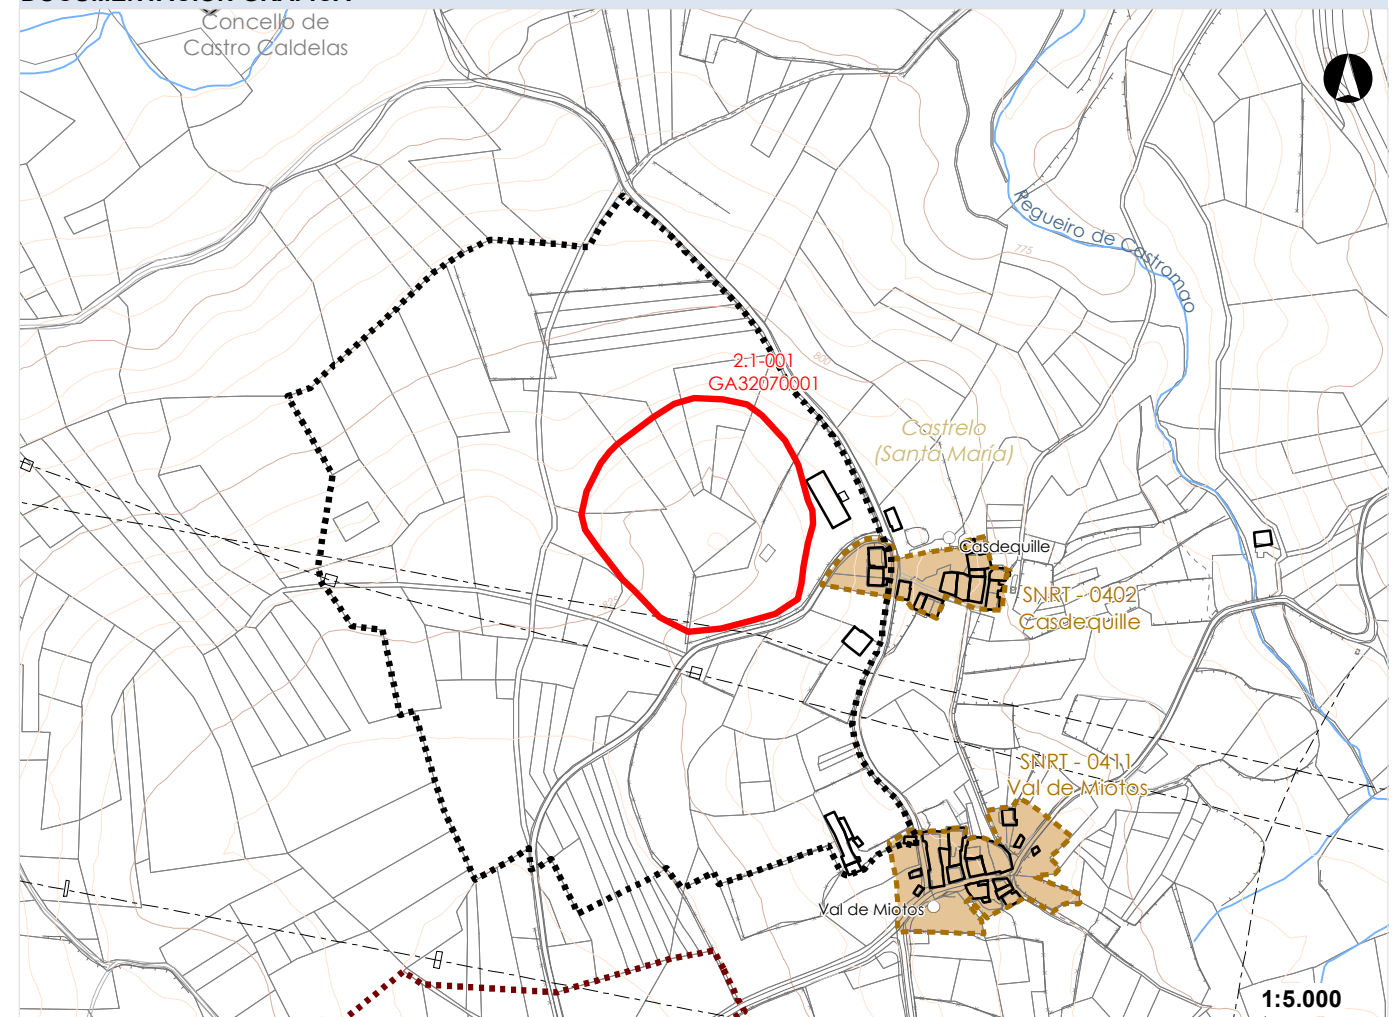 Concello de
Castro Caldelas
Regueiro de Castromao
775
2.1-001
GA32070001
800
Castrelo
(Santa María)
Casdequille
SNRT - 0402
Casdequille
825
SNRT - 0411
Val de Miotos
Val de Miotos
1:5.000